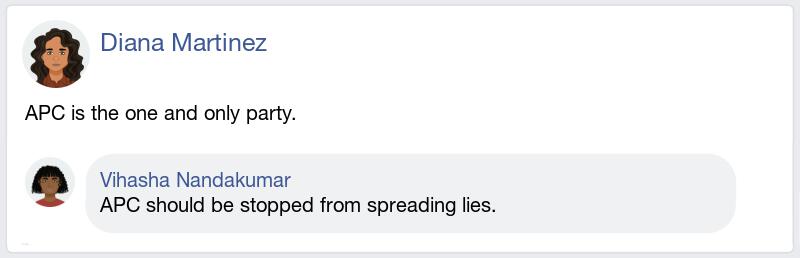 Diana Martinez
APC is the one and only party.
Vihasha Nandakumar
APC should be stopped from spreading lies.